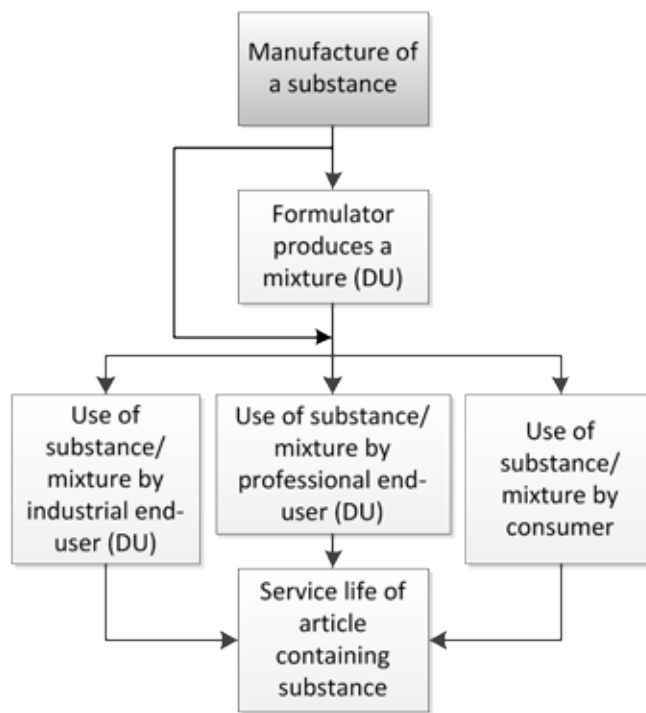 Manufacture of
a substance
Formulator
produces a
mixture (DU)
Use of
substance/
mixture by
industrial end-
user (DU)
Use of substance/
mixture by
professional end-
user (DU)
Use of
substance/
mixture by
consumer
Service life of
article
containing
substance